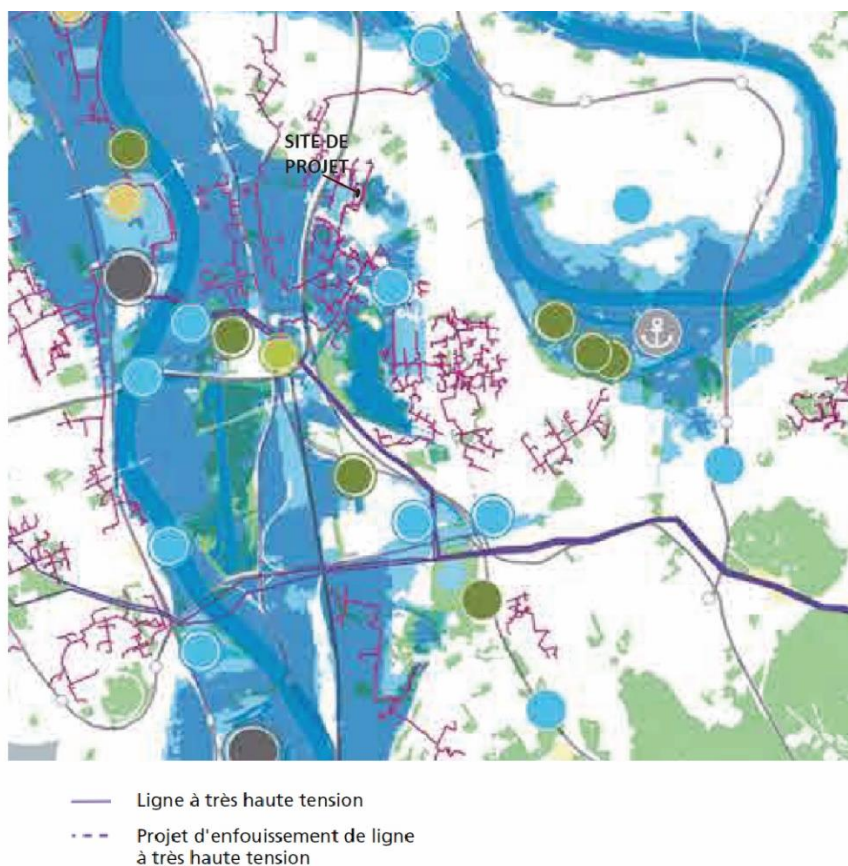 SITE DE
PROJET
Ligne à très haute tension
Projet d'enfouissement de ligne
à très haute tension